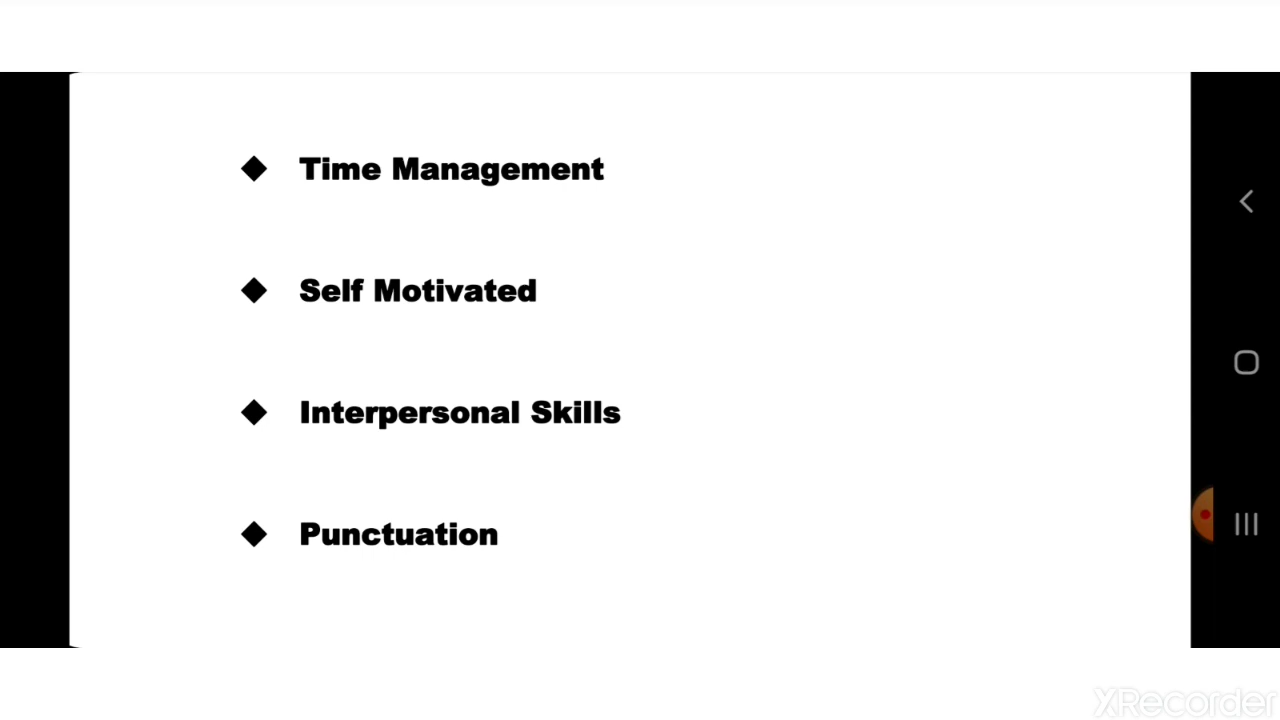 Time Management
Self Motivated
Interpersonal Skills
Punctuation
XRecorder